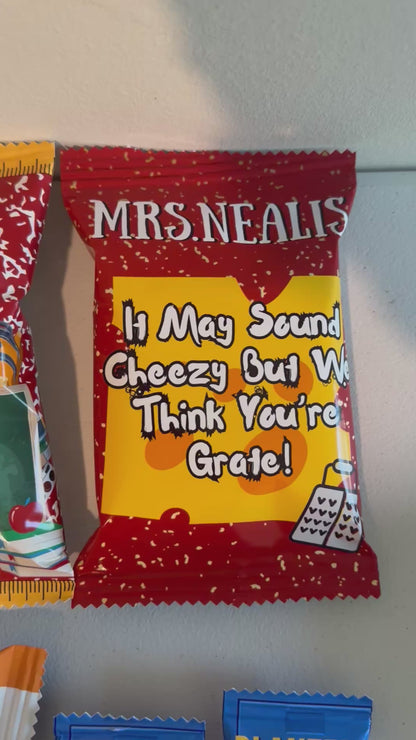 MRS.NEALIS
It May Sound
Cheezy But We
Think You're
Grate!